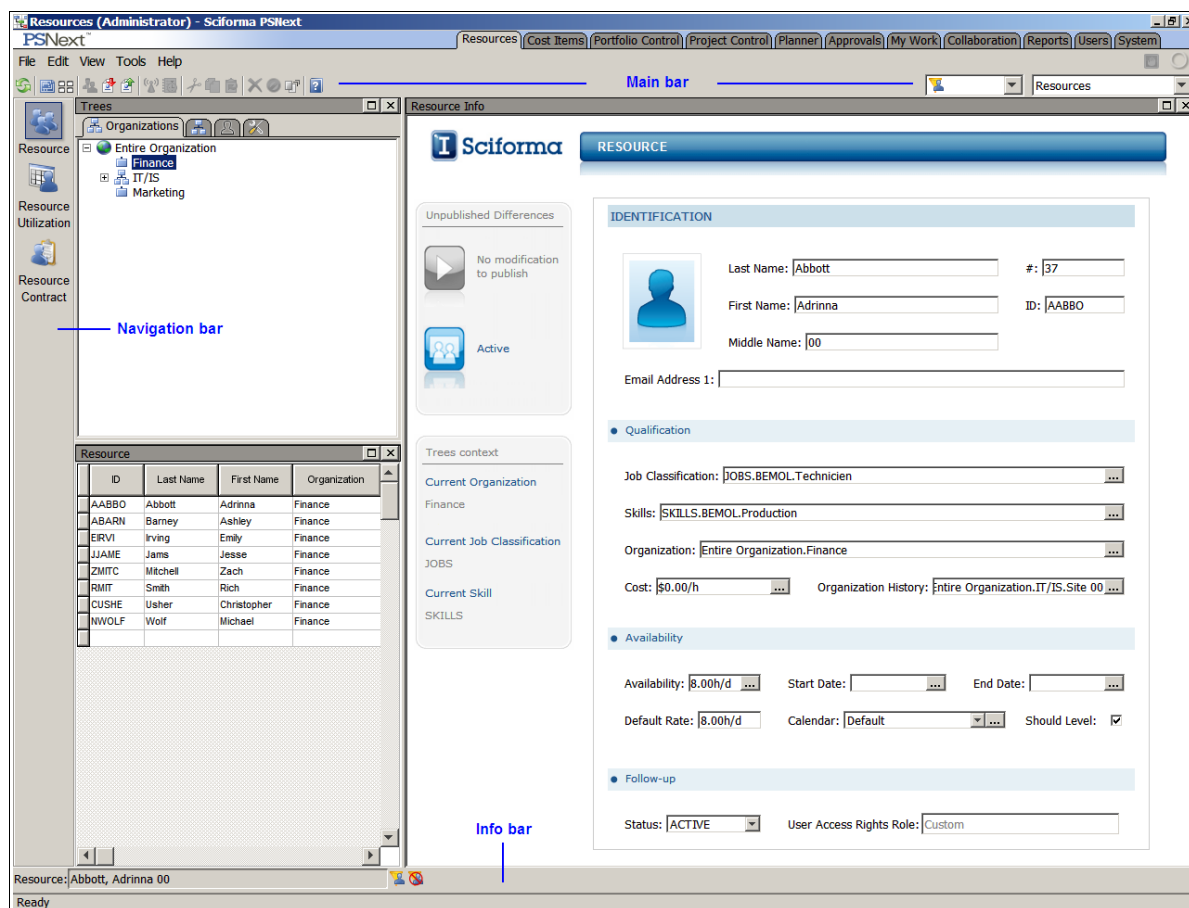 Resources (Administrator) - Sciforma PSNext
PSNext™
Resources Cost Items Portfolio Control Project Control Planner Approvals My Work Collaboration Reports Users System
File Edit View Tools Help
Main bar
Resources
Resource
Resource Utilization
Resource Contract
Navigation bar
Trees
Organizations
Entire Organization
Finance
IT/IS
Marketing
Resource
ID Last Name First Name Organization
AABBO Abbott Adrinna Finance
ABARN Barney Ashley Finance
EIRVI Irving Emily Finance
JJAME Jams Jesse Finance
ZMITC Mitchell Zach Finance
RMIT Smith Rich Finance
CUSHE Usher Christopher Finance
NWOLF Wolf Michael Finance
Resource Info
Sciforma
RESOURCE
Unpublished Differences
No modification
to publish
Active
Trees context
Current Organization
Finance
Current Job Classification
JOBS
Current Skill
SKILLS
IDENTIFICATION
Last Name: Abbott #: 37
First Name: Adrinna ID: AABBO
Middle Name: 00
Email Address 1:
Qualification
Job Classification: JOBS.BEMOL.Technicien ...
Skills: SKILLS.BEMOL.Production ...
Organization: Entire Organization.Finance ...
Cost: $0.00/h ... Organization History: Entire Organization.IT/IS.Site 00 ...
Availability
Availability: 8.00h/d ... Start Date: ... End Date: ...
Default Rate: 8.00h/d Calendar: Default ... Should Level:
Follow-up
Status: ACTIVE User Access Rights Role: Custom
Info bar
Resource: Abbott, Adrinna 00
Ready